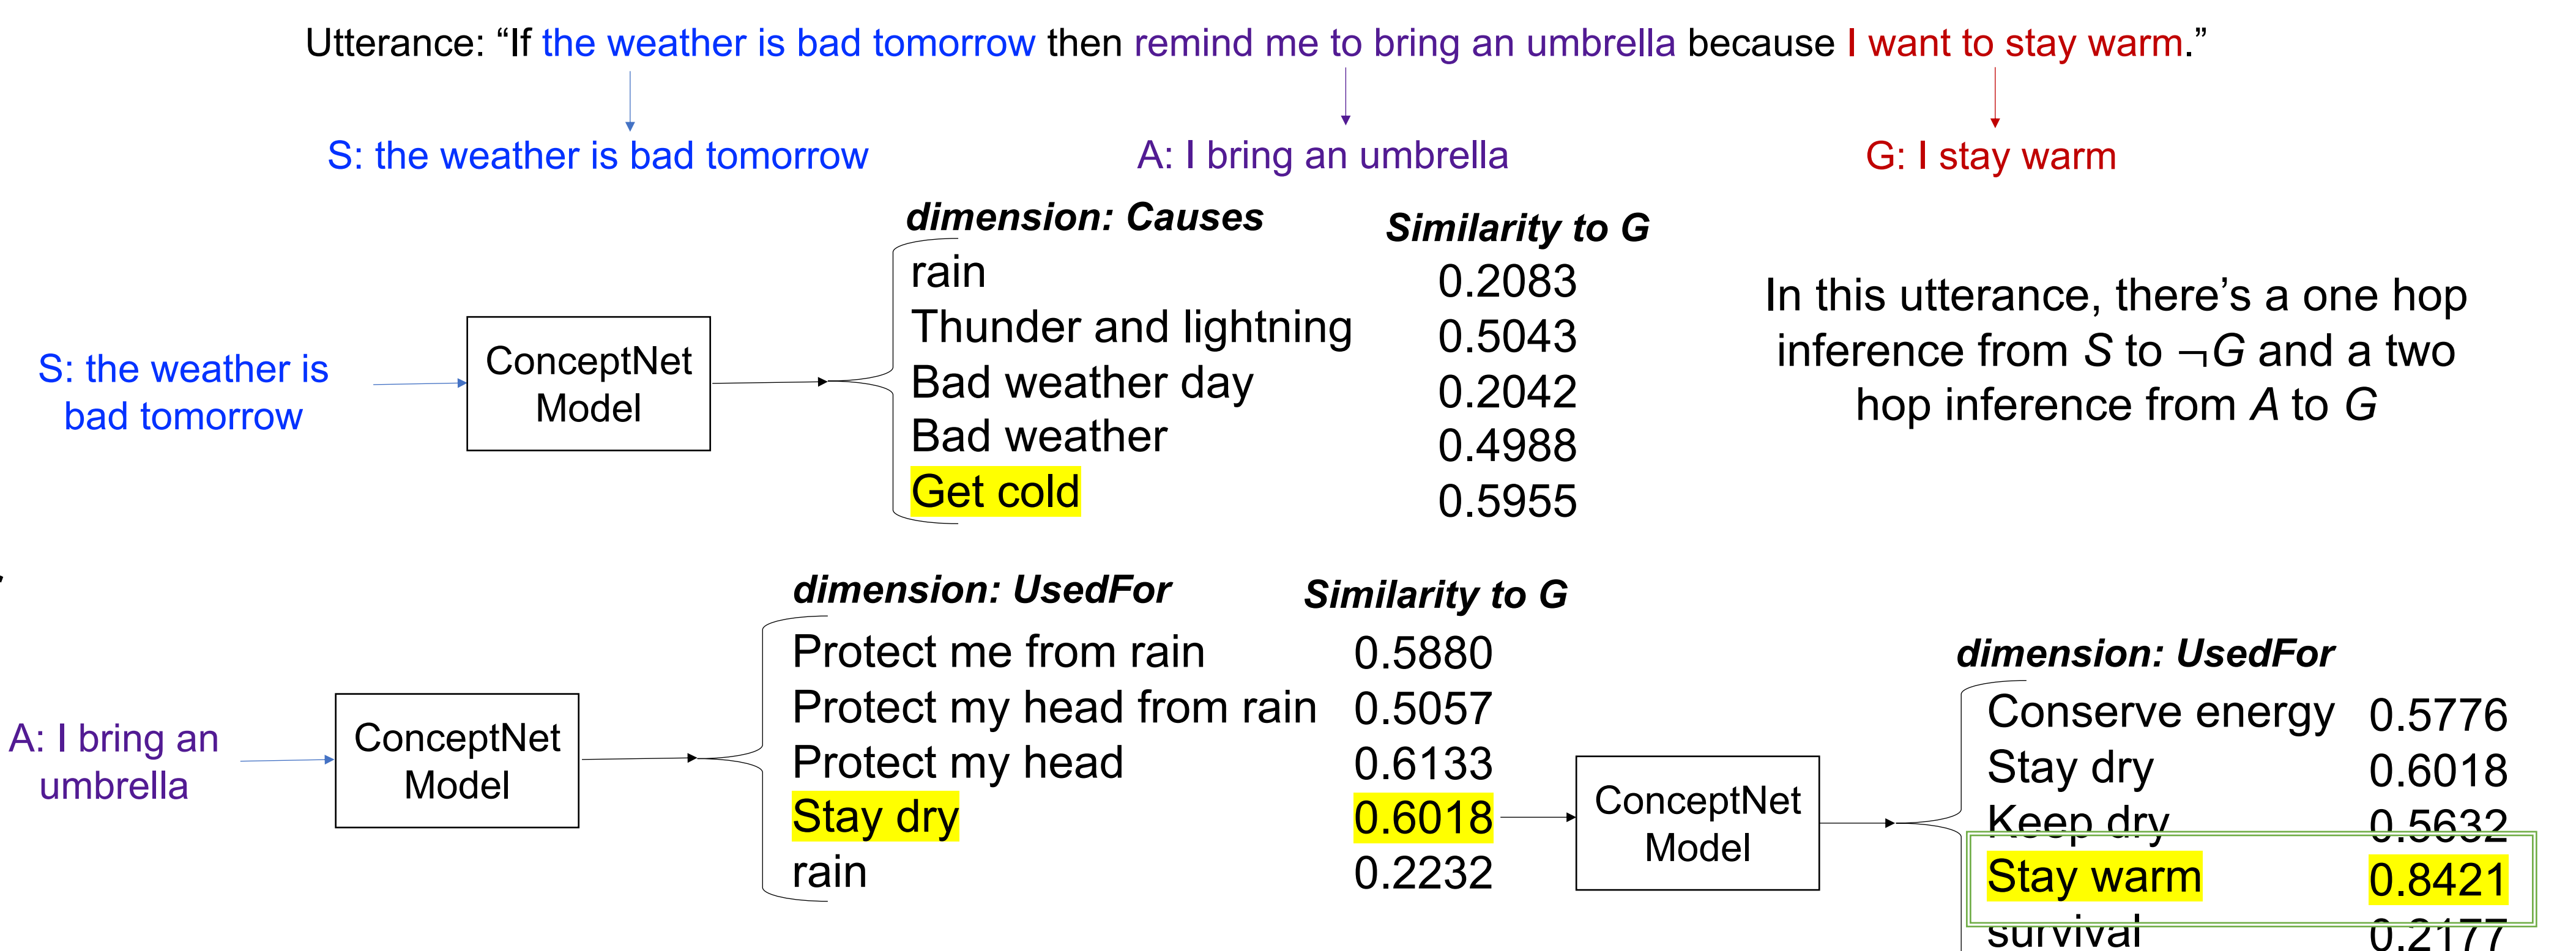 Utterance: “If the weather is bad tomorrow then remind me to bring an umbrella because I want to stay warm.”
S: the weather is bad tomorrow
A: I bring an umbrella
G: I stay warm
dimension: Causes
Similarity to G
rain 0.2083
Thunder and lightning 0.5043
Bad weather day 0.2042
Bad weather 0.4988
Get cold 0.5955
S: the weather is
bad tomorrow
ConceptNet
Model
In this utterance, there’s a one hop
inference from S to ¬G and a two
hop inference from A to G
dimension: UsedFor
Similarity to G
Protect me from rain 0.5880
Protect my head from rain 0.5057
Protect my head 0.6133
Stay dry 0.6018
rain 0.2232
A: I bring an
umbrella
ConceptNet
Model
ConceptNet
Model
dimension: UsedFor
Conserve energy 0.5776
Stay dry 0.6018
Keep dry 0.5632
Stay warm 0.8421
survival 0.2177